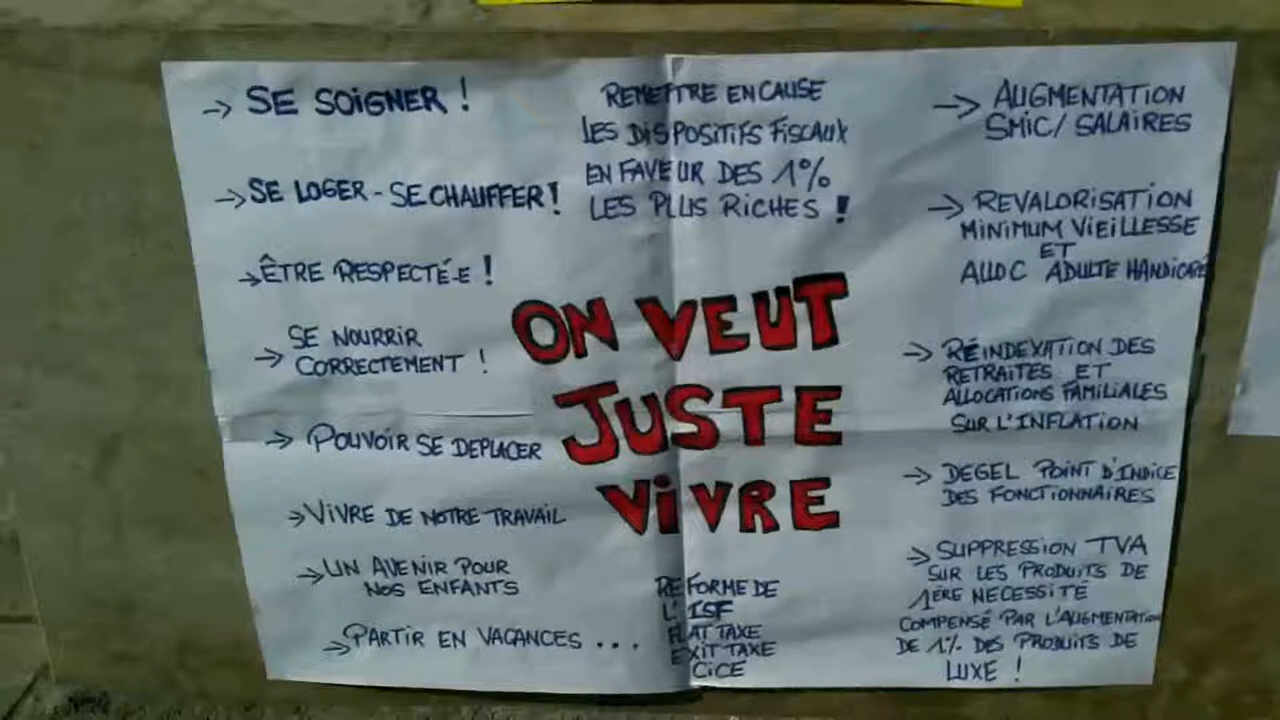 → SE SOIGNER !
→ SE LOGER - SE CHAUFFER !
→ ÊTRE RESPECTÉ-E !
→ SE NOURRIR
CORRECTEMENT !
→ POUVOIR SE DEPLACER
→ VIVRE DE NOTRE TRAVAIL
→ UN AVENIR POUR
NOS ENFANTS
→ PARTIR EN VACANCES ...
REMETTRE EN CAUSE
LES DISPOSITIFS FISCAUX
EN FAVEUR DES 1%
LES PLUS RICHES !
ON VEUT
JUSTE
VIVRE
REFORME DE
L'ISF
FLAT TAXE
EXIT TAXE
CICE
→ AUGMENTATION
SMIC / SALAIRES
→ REVALORISATION
MINIMUM VIEILLESSE
ET
ALLOC ADULTE HANDICAPÉ
→ RÉINDEXATION DES
RETRAITES ET
ALLOCATIONS FAMILIALES
SUR L'INFLATION
→ DEGEL POINT D'INDICE
DES FONCTIONNAIRES
→ SUPPRESSION TVA
SUR LES PRODUITS DE
1ERE NECESSITÉ
COMPENSÉ PAR L'AUGMENTATION
DE 1% DES PRODUITS DE
LUXE !